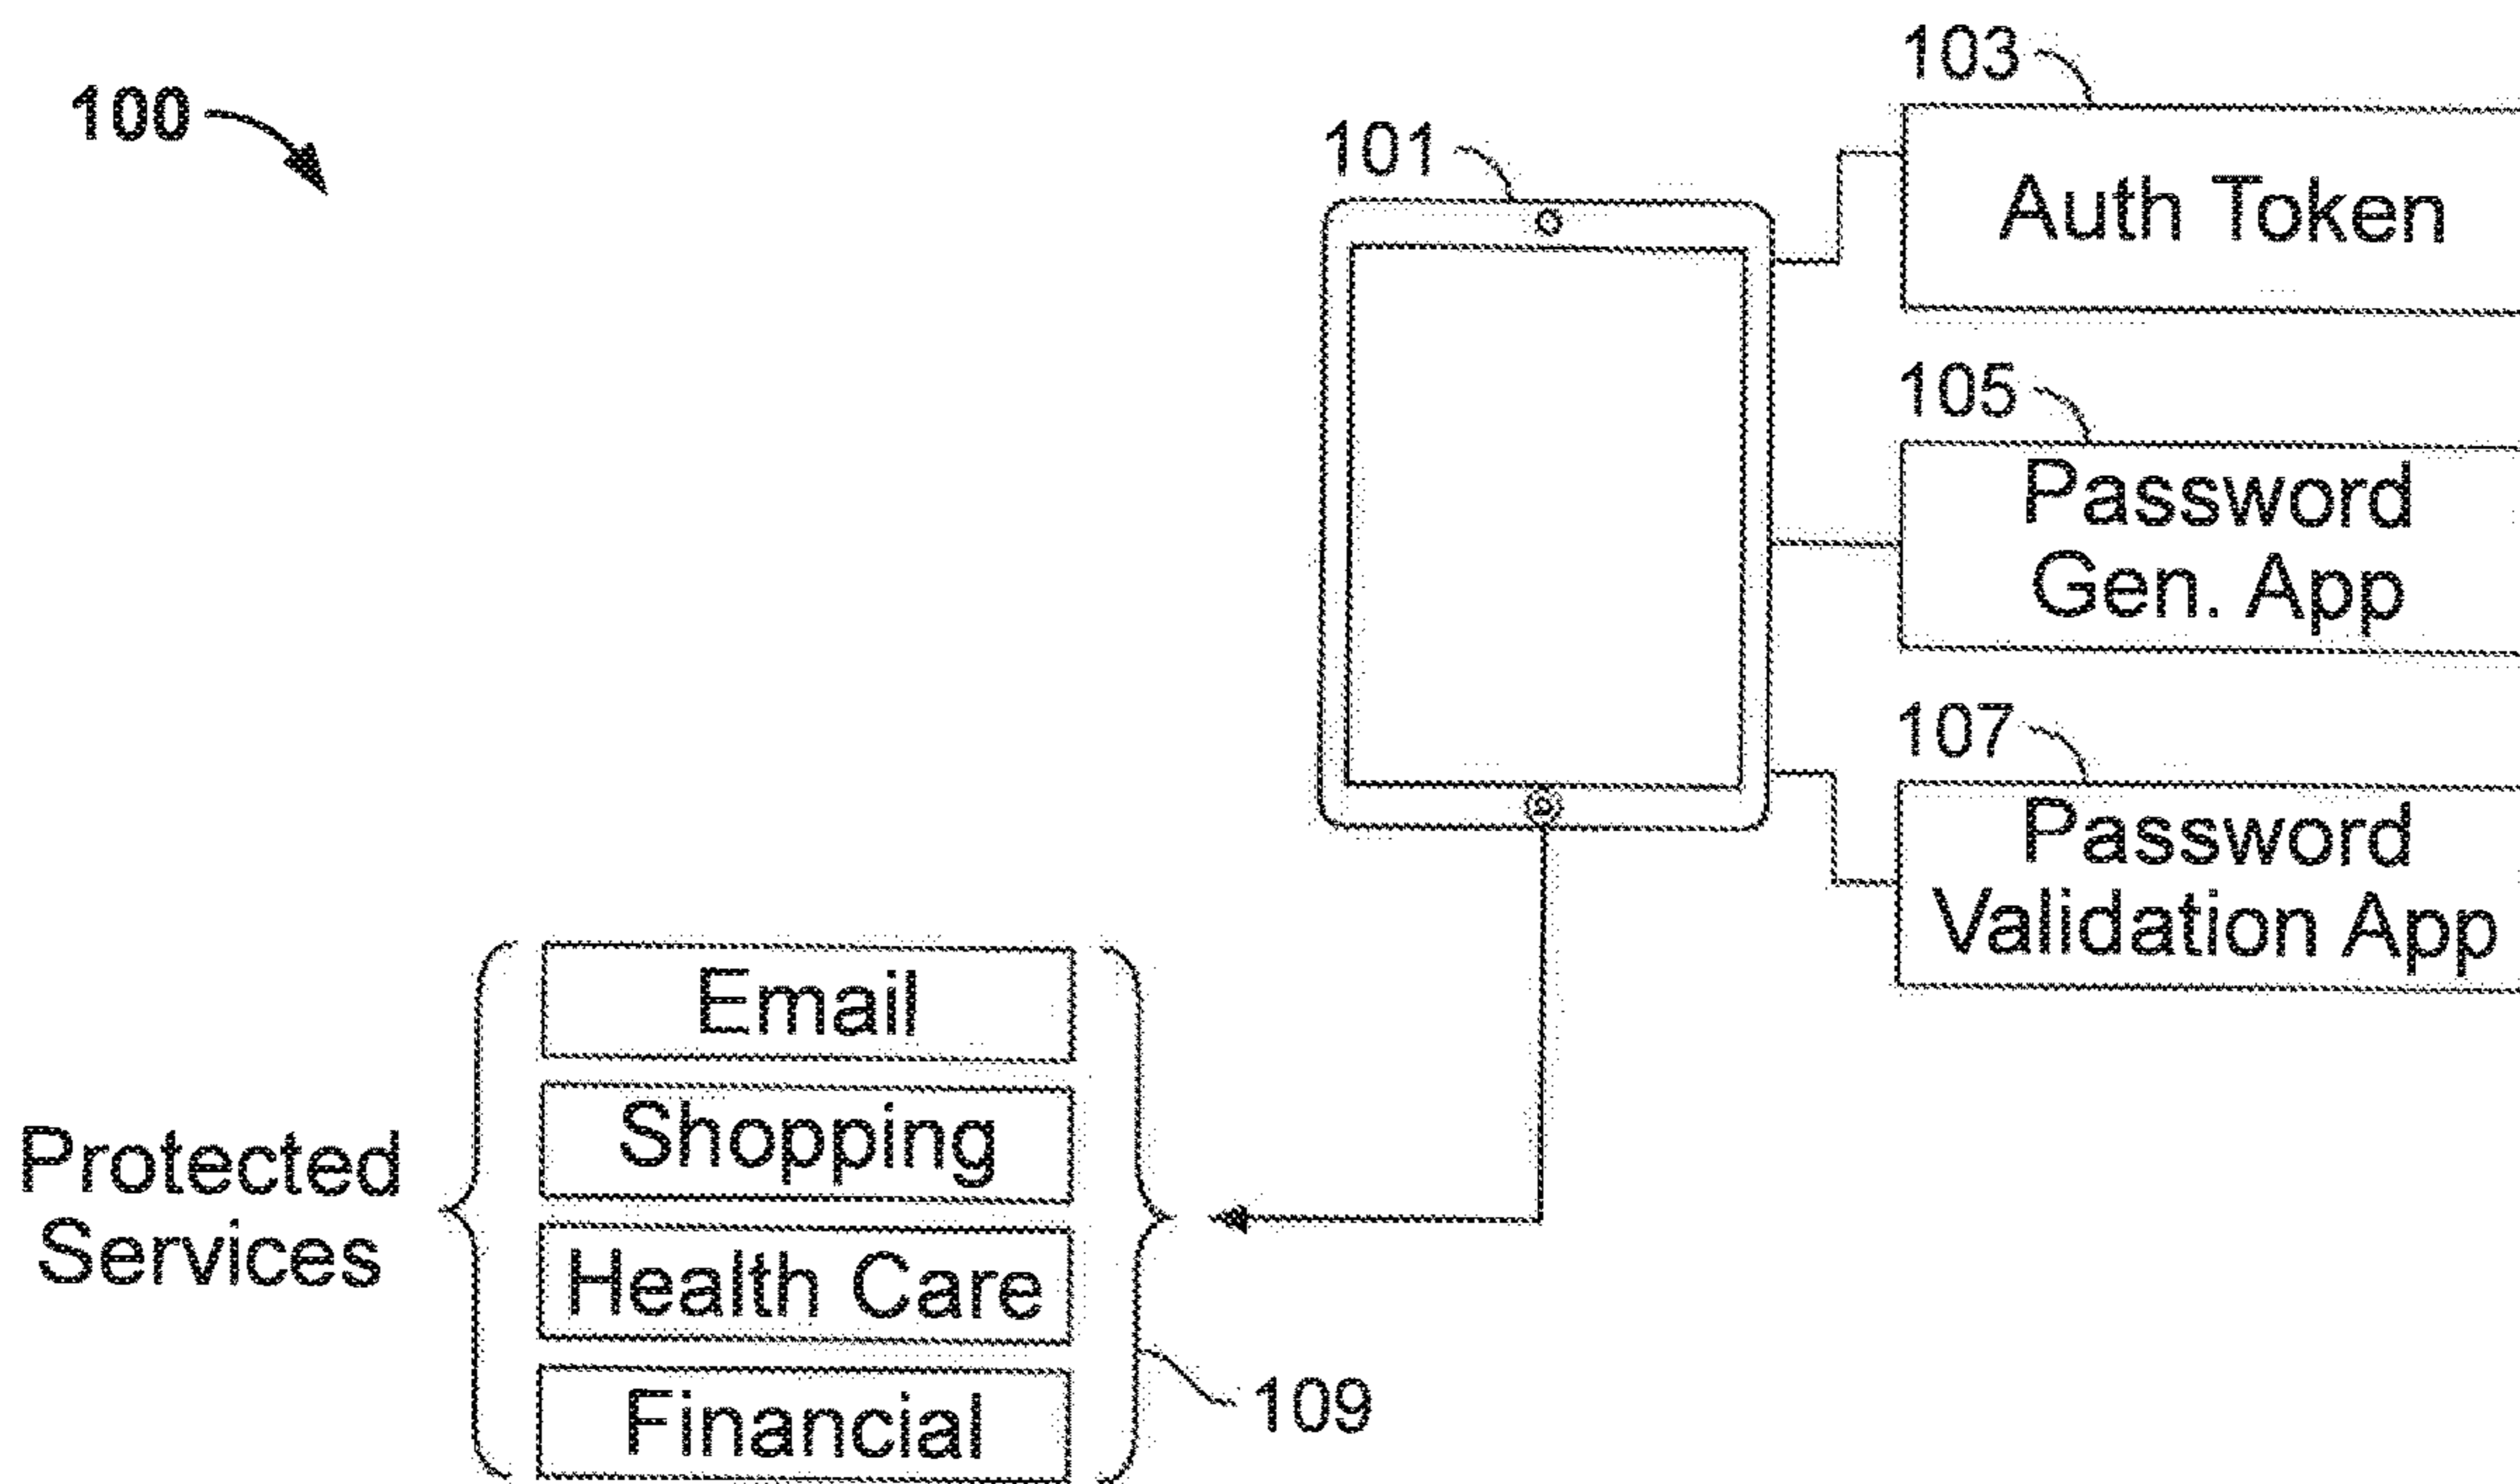 100
101
103
Auth Token
105
Password
Gen. App
107
Password
Validation App
Protected
Services
Email
Shopping
Health Care
Financial
109